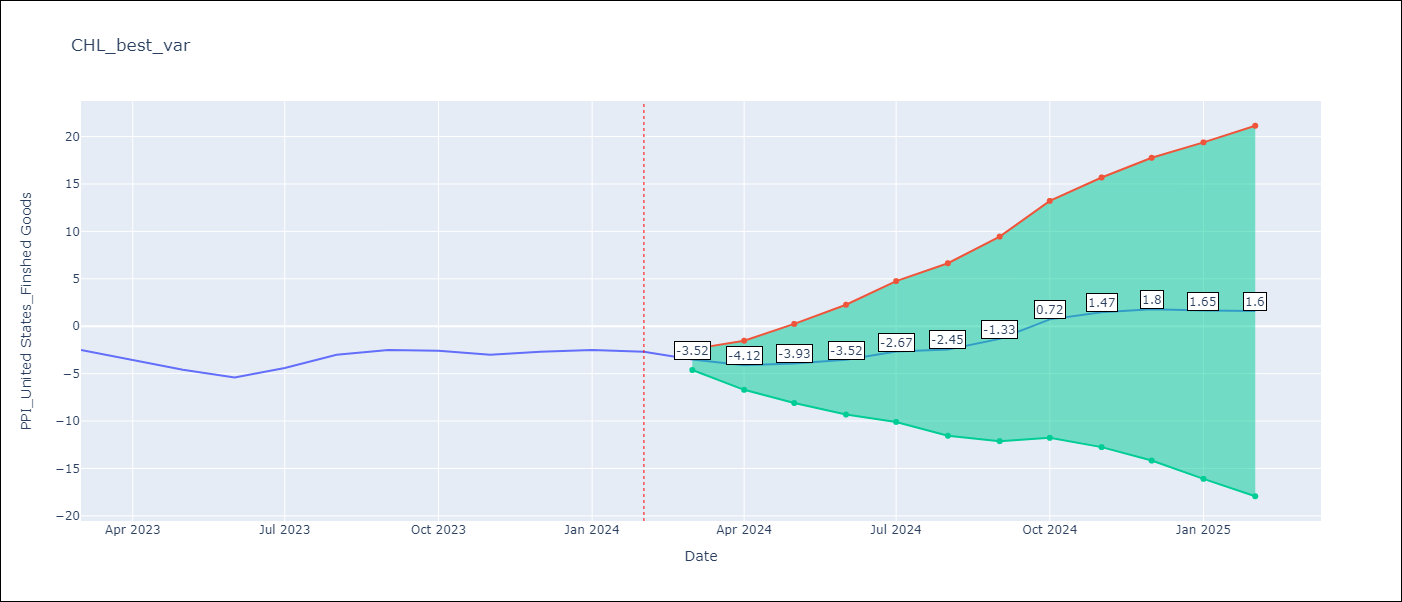 CHL_best_var
PPI_United States_Finshed Goods
20
15
10
5
0
−5
−10
−15
−20
-3.52
-4.12
-3.93
-3.52
-2.67
-2.45
-1.33
0.72
1.47
1.8
1.65
1.6
Apr 2023
Jul 2023
Oct 2023
Jan 2024
Apr 2024
Jul 2024
Oct 2024
Jan 2025
Date